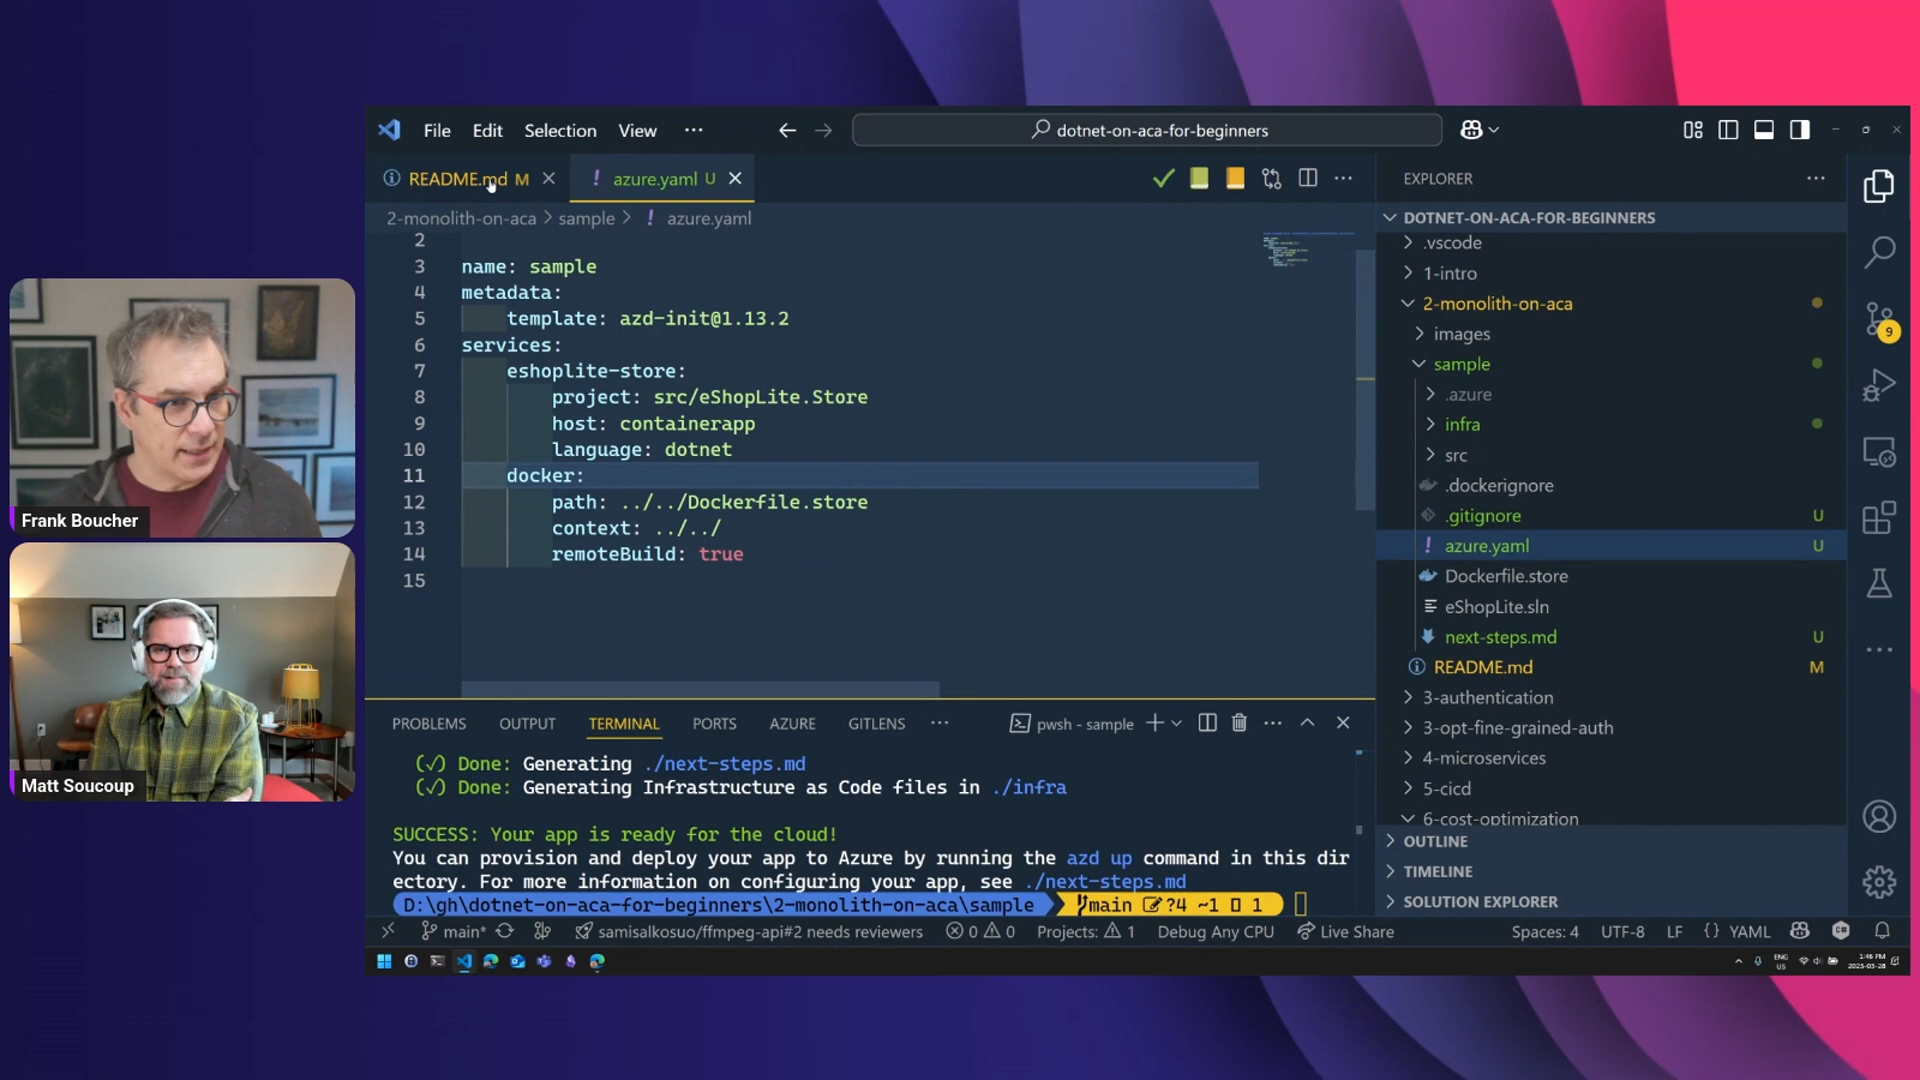 File Edit Selection View ···
dotnet-on-aca-for-beginners
README.md M
! azure.yaml U
2-monolith-on-aca > sample > ! azure.yaml
2
3 name: sample
4 metadata:
5 template: azd-init@1.13.2
6 services:
7 eshoplite-store:
8 project: src/eShopLite.Store
9 host: containerapp
10 language: dotnet
11 docker:
12 path: ../../Dockerfile.store
13 context: ../../
14 remoteBuild: true
15
EXPLORER
DOTNET-ON-ACA-FOR-BEGINNERS
.vscode
1-intro
2-monolith-on-aca
images
sample
.azure
infra
src
.dockerignore
.gitignore U
! azure.yaml U
Dockerfile.store
eShopLite.sln
next-steps.md U
README.md M
3-authentication
3-opt-fine-grained-auth
4-microservices
5-cicd
6-cost-optimization
OUTLINE
TIMELINE
SOLUTION EXPLORER
9
PROBLEMS OUTPUT TERMINAL PORTS AZURE GITLENS ···
pwsh - sample
(✓) Done: Generating ./next-steps.md
(✓) Done: Generating Infrastructure as Code files in ./infra
SUCCESS: Your app is ready for the cloud!
You can provision and deploy your app to Azure by running the azd up command in this dir
ectory. For more information on configuring your app, see ./next-steps.md
D:\gh\dotnet-on-aca-for-beginners\2-monolith-on-aca\sample main ?4 ~1 1
main* samisalkosuo/ffmpeg-api#2 needs reviewers 0 0 Projects: 1 Debug Any CPU Live Share Spaces: 4 UTF-8 LF {} YAML
ENG
US
1:46 PM
2025-03-28
Frank Boucher
Matt Soucoup